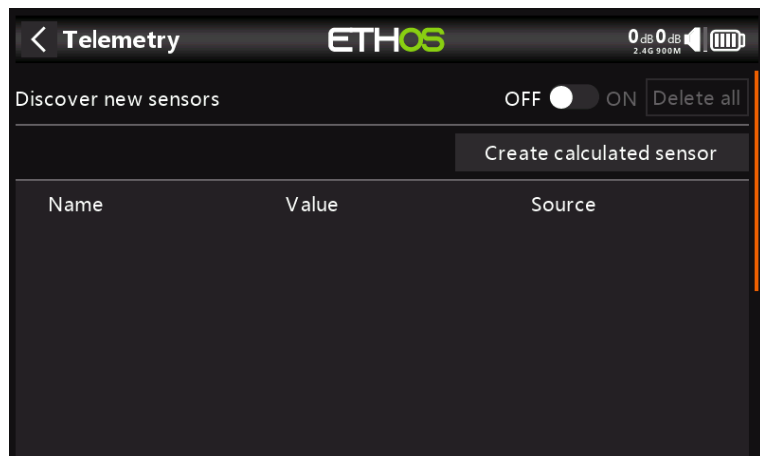 Telemetry ETHOS 0dB 0dB
2.4G 900M
Discover new sensors OFF ON Delete all
Create calculated sensor
Name Value Source